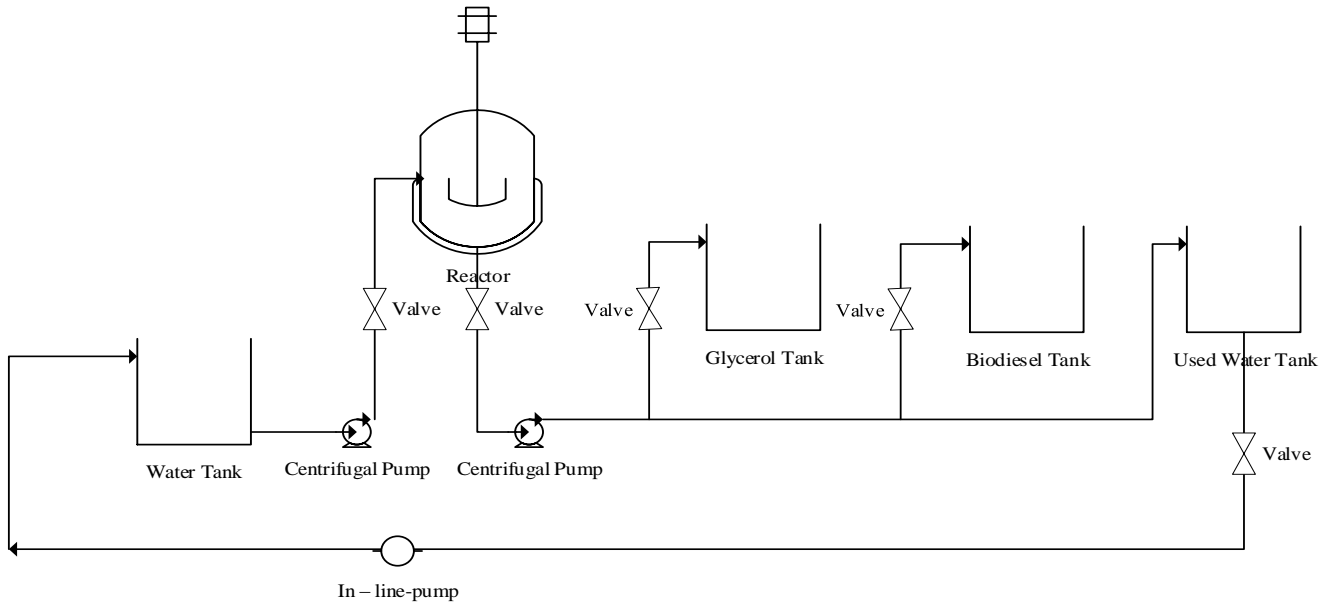 Reactor
Valve
Valve
Valve
Valve
Glycerol Tank
Biodiesel Tank
Used Water Tank
Water Tank
Centrifugal Pump
Centrifugal Pump
Valve
In – line-pump